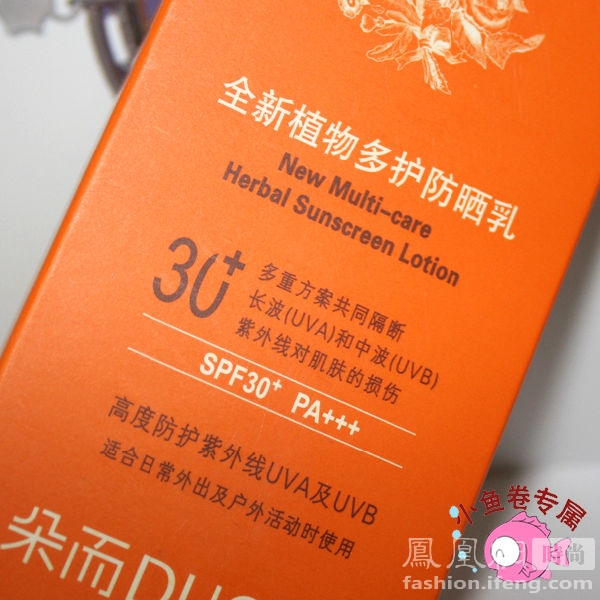 全新植物多护防晒乳
New Multi-care
Herbal Sunscreen Lotion
30+
多重方案共同隔断
长波(UVA)和中波(UVB)
紫外线对肌肤的损伤
SPF30+ PA+++
高度防护紫外线UVA及UVB
适合日常外出及户外活动时使用
朵而
小鱼卷专属
鳳凰網 時尚
fashion.ifeng.com